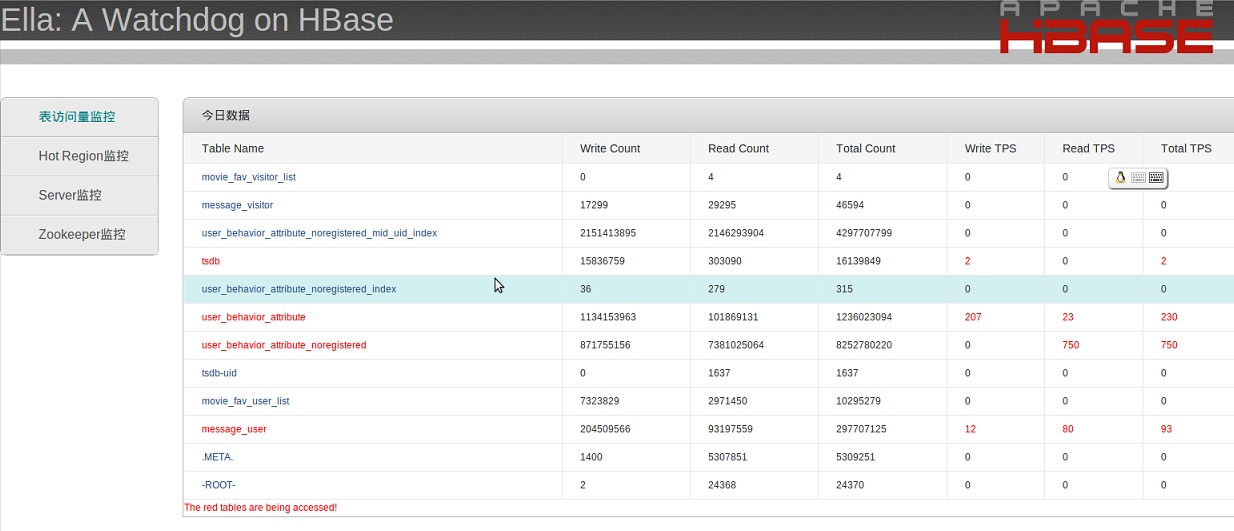 Ella: A Watchdog on HBase
APACHE
HBASE
表访问量监控
Hot Region监控
Server监控
Zookeeper监控
今日数据
Table Name Write Count Read Count Total Count Write TPS Read TPS Total TPS
movie_fav_visitor_list 0 4 4 0 0
message_visitor 17299 29295 46594 0 0 0
user_behavior_attribute_noregistered_mid_uid_index 2151413895 2146293904 4297707799 0 0 0
tsdb 15836759 303090 16139849 2 0 2
user_behavior_attribute_noregistered_index 36 279 315 0 0 0
user_behavior_attribute 1134153963 101869131 1236023094 207 23 230
user_behavior_attribute_noregistered 871755156 7381025064 8252780220 0 750 750
tsdb-uid 0 1637 1637 0 0 0
movie_fav_user_list 7323829 2971450 10295279 0 0 0
message_user 204509566 93197559 297707125 12 80 93
.META. 1400 5307851 5309251 0 0 0
-ROOT- 2 24368 24370 0 0 0
The red tables are being accessed!